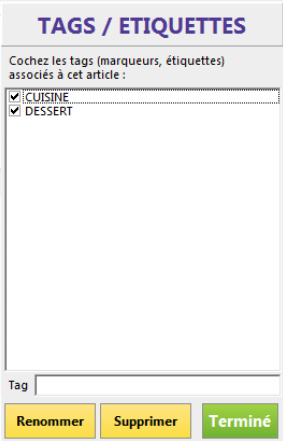 TAGS / ETIQUETTES
Cochez les tags (marqueurs, étiquettes)
associés à cet article :
CUISINE
DESSERT
Tag
Renommer Supprimer Terminé